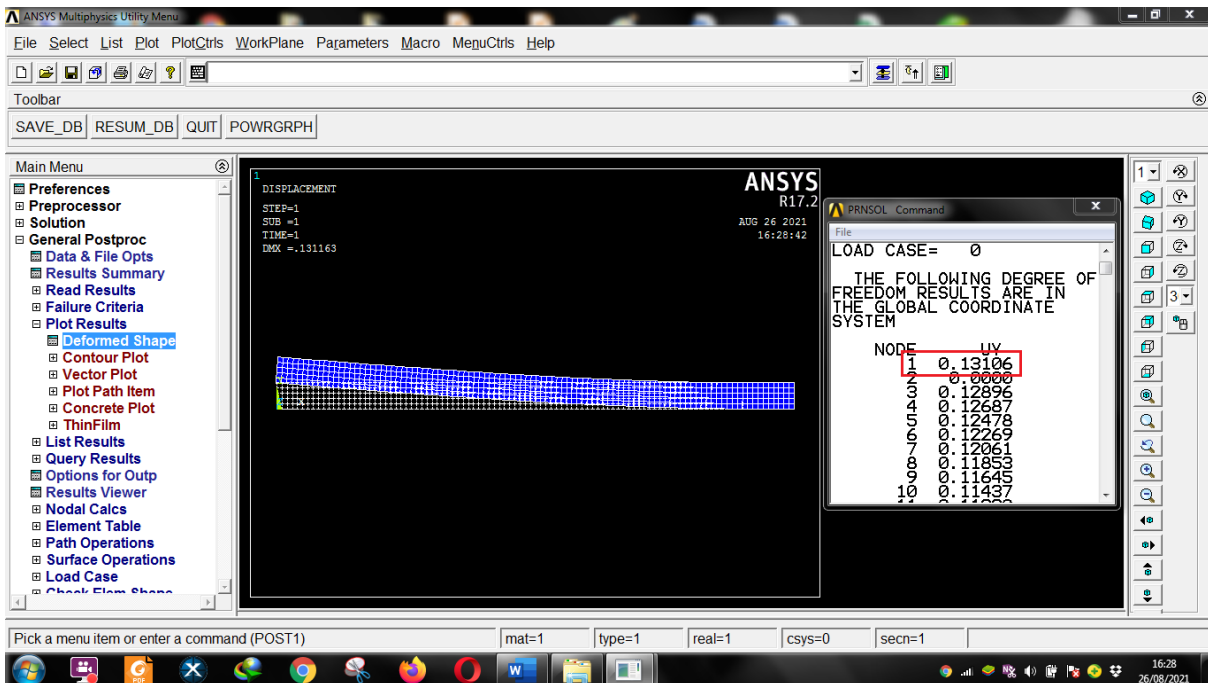 ANSYS Multiphysics Utility Menu
File Select List Plot PlotCtrls WorkPlane Parameters Macro MenuCtrls Help
Toolbar
SAVE_DB RESUM_DB QUIT POWRGRPH
Main Menu
Preferences
Preprocessor
Solution
General Postproc
Data & File Opts
Results Summary
Read Results
Failure Criteria
Plot Results
Deformed Shape
Contour Plot
Vector Plot
Plot Path Item
Concrete Plot
ThinFilm
List Results
Query Results
Options for Outp
Results Viewer
Nodal Calcs
Element Table
Path Operations
Surface Operations
Load Case
Check Elem Shape
1
DISPLACEMENT
STEP=1
SUB =1
TIME=1
DMX =.131163
ANSYS
R17.2
AUG 26 2021
16:28:42
X
PRNSOL Command
File
LOAD CASE= 0
THE FOLLOWING DEGREE OF
FREEDOM RESULTS ARE IN
THE GLOBAL COORDINATE
SYSTEM
NODE UY
1 0.13106
2 0.0000
3 0.12896
4 0.12687
5 0.12478
6 0.12269
7 0.12061
8 0.11853
9 0.11645
10 0.11437
1
3
Pick a menu item or enter a command (POST1) mat=1 type=1 real=1 csys=0 secn=1
16:28
26/08/2021